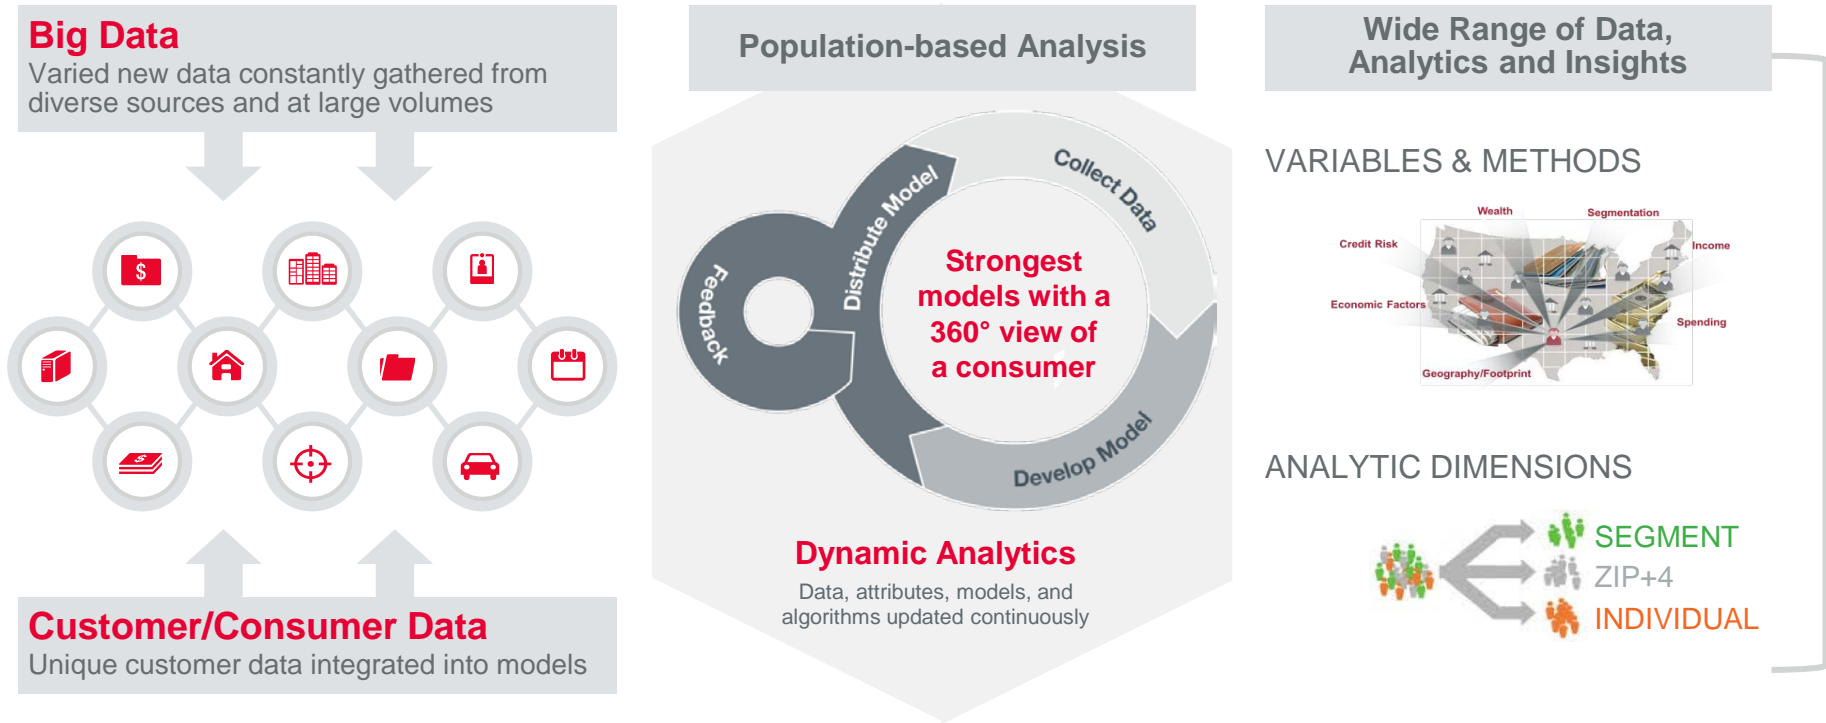 Big Data
Varied new data constantly gathered from
diverse sources and at large volumes
$
$
Customer/Consumer Data
Unique customer data integrated into models
Population-based Analysis
Collect Data
Distribute Model
Feedback
Develop Model
Strongest
models with a
360° view of
a consumer
Dynamic Analytics
Data, attributes, models, and
algorithms updated continuously
Wide Range of Data,
Analytics and Insights
VARIABLES & METHODS
Wealth
Segmentation
Credit Risk
Income
Economic Factors
Spending
Geography/Footprint
ANALYTIC DIMENSIONS
SEGMENT
ZIP+4
INDIVIDUAL